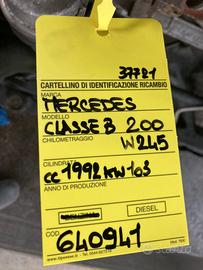 37721
CARTELLINO DI IDENTIFICAZIONE RICAMBIO
MARCA
MERCEDES
MODELLO
CLASSE B 200
CHILOMETRAGGIO
W245
CILINDRATA
CC 1992 KW 103
ANNO DI PRODUZIONE
DIESEL
COD.
640941